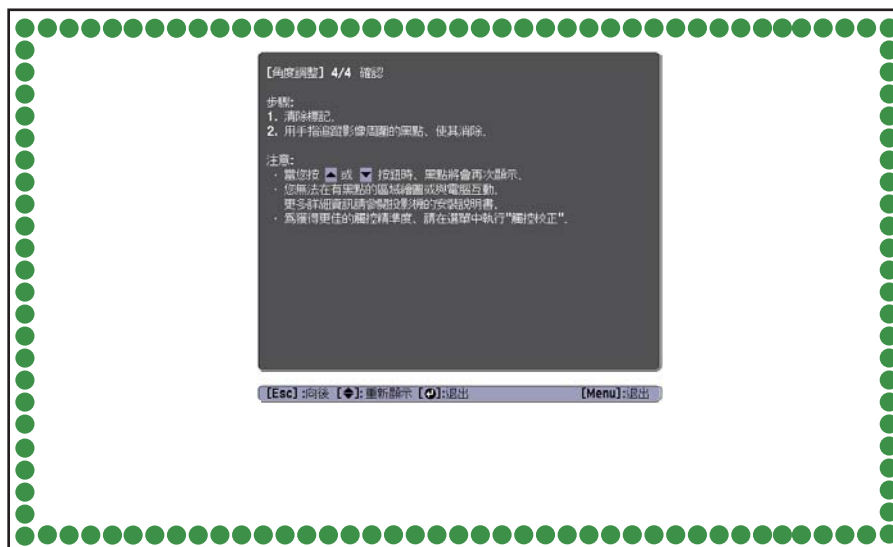 [角度調整] 4/4 確認
步驟:
1. 清除標記.
2. 用手指追蹤影像周圍的黑點、使其消除.
注意:
· 當您按 ▲ 或 ▼ 按鈕時、黑點將會再次顯示.
· 您無法在有黑點的區域繪圖或與電腦互動.
更多詳細資訊請參閱投影機的安裝說明書.
· 為獲得更佳的觸控精準度、請在選單中執行"觸控校正".
[Esc] :向後 [◆]: 重新顯示 [⏎]:退出 [Menu]:退出